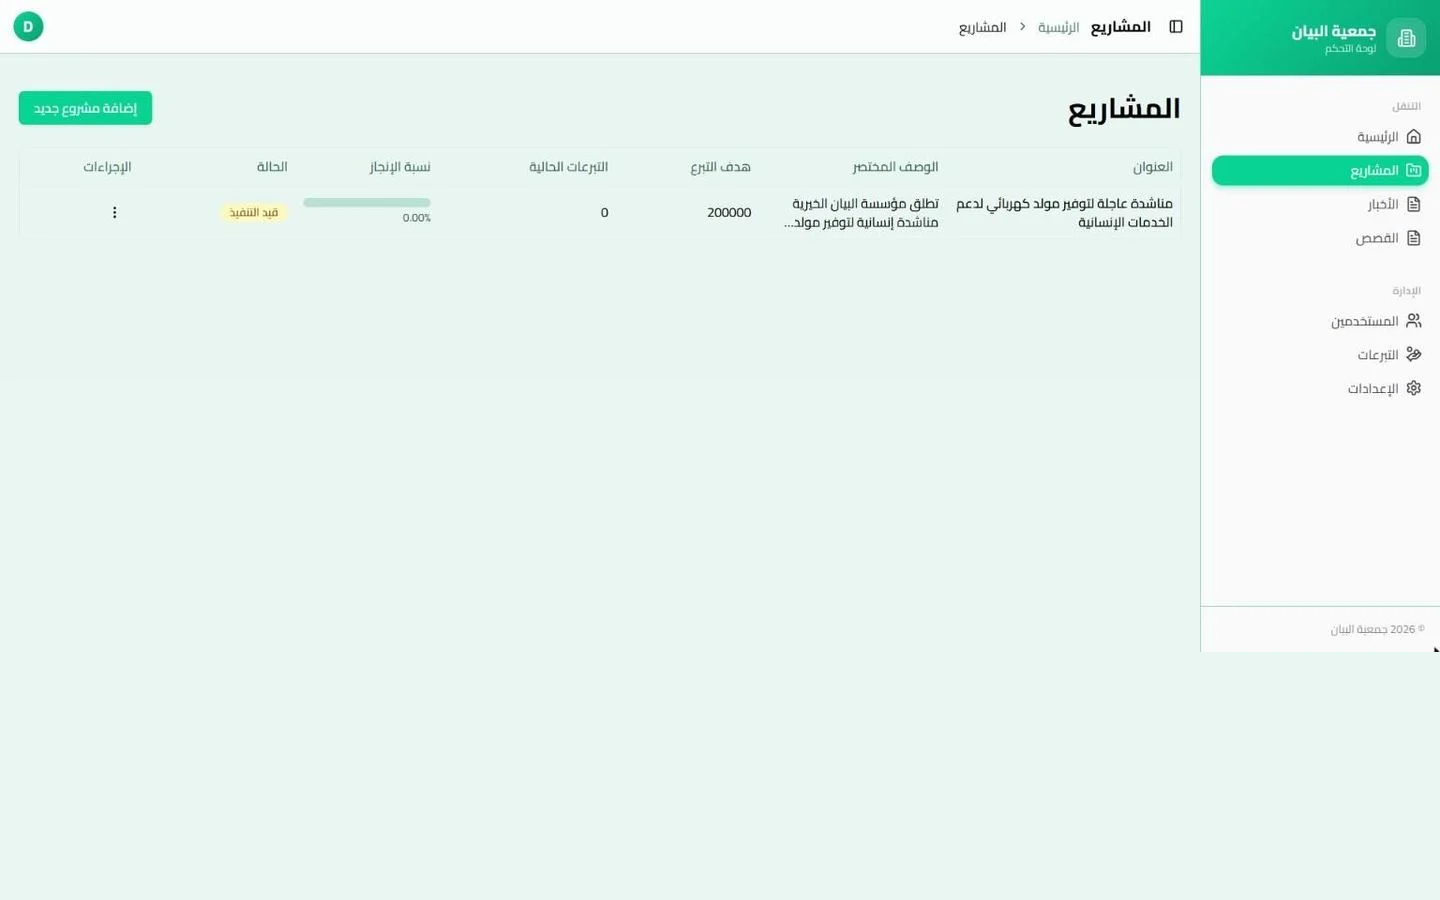 جمعية البيان
لوحة التحكم
التنقل
الرئيسية
المشاريع
الأخبار
القصص
الإدارة
المستخدمين
التبرعات
الإعدادات
© 2026 جمعية البيان
المشاريع الرئيسية المشاريع
D
المشاريع
إضافة مشروع جديد
العنوان الوصف المختصر هدف التبرع التبرعات الحالية نسبة الإنجاز الحالة الإجراءات
مناشدة عاجلة لتوفير مولد كهربائي لدعم
الخدمات الإنسانية
تطلق مؤسسة البيان الخيرية
مناشدة إنسانية لتوفير مولد...
200000
0
0.00%
قيد التنفيذ